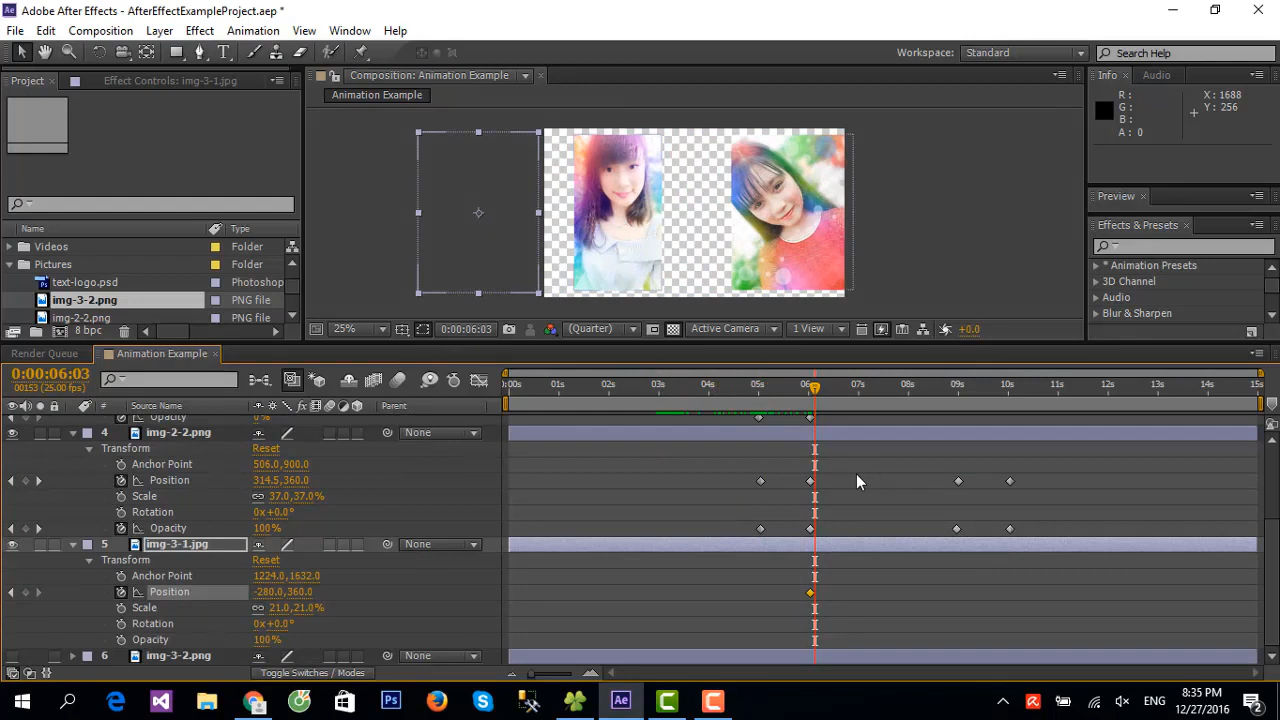 Adobe After Effects - AfterEffectExampleProject.aep *
File Edit Composition Layer Effect Animation View Window Help
Workspace: Standard Search Help
Project Effect Controls: img-3-1.jpg
Composition: Animation Example
Info Audio
Animation Example
R :
G :
B :
A : 0
X : 1688
Y : 256
Preview
Effects & Presets
Name Type
Videos Folder
Pictures Folder
text-logo.psd Photoshop
img-3-2.png PNG file
img-2-2.png PNG file
* Animation Presets
3D Channel
Audio
Blur & Sharpen
8 bpc
25% 0:00:06:03 (Quarter) Active Camera 1 View +0.0
Render Queue Animation Example
0:00:06:03
00153 (25.00 fps)
:00s 01s 02s 03s 04s 05s 06s 07s 08s 09s 10s 11s 12s 13s 14s 15s
# Source Name Parent
Opacity 0%
4 img-2-2.png None
Transform Reset
Anchor Point 506.0,900.0
Position 314.5,360.0
Scale 37.0,37.0%
Rotation 0x+0.0°
Opacity 100%
5 img-3-1.jpg None
Transform Reset
Anchor Point 1224.0,1632.0
Position -280.0,360.0
Scale 21.0,21.0%
Rotation 0x+0.0°
Opacity 100%
6 img-3-2.png None
Toggle Switches / Modes
ENG 8:35 PM
12/27/2016